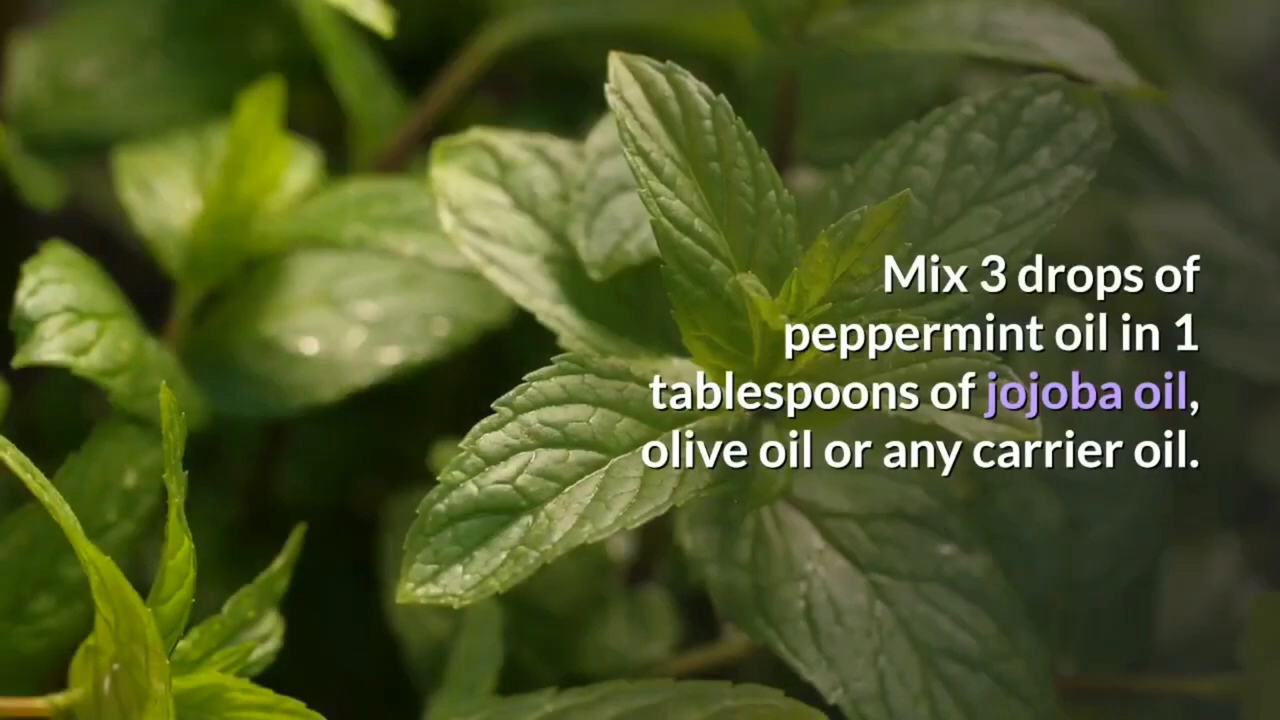 Mix 3 drops of
peppermint oil in 1
tablespoons of jojoba oil,
olive oil or any carrier oil.